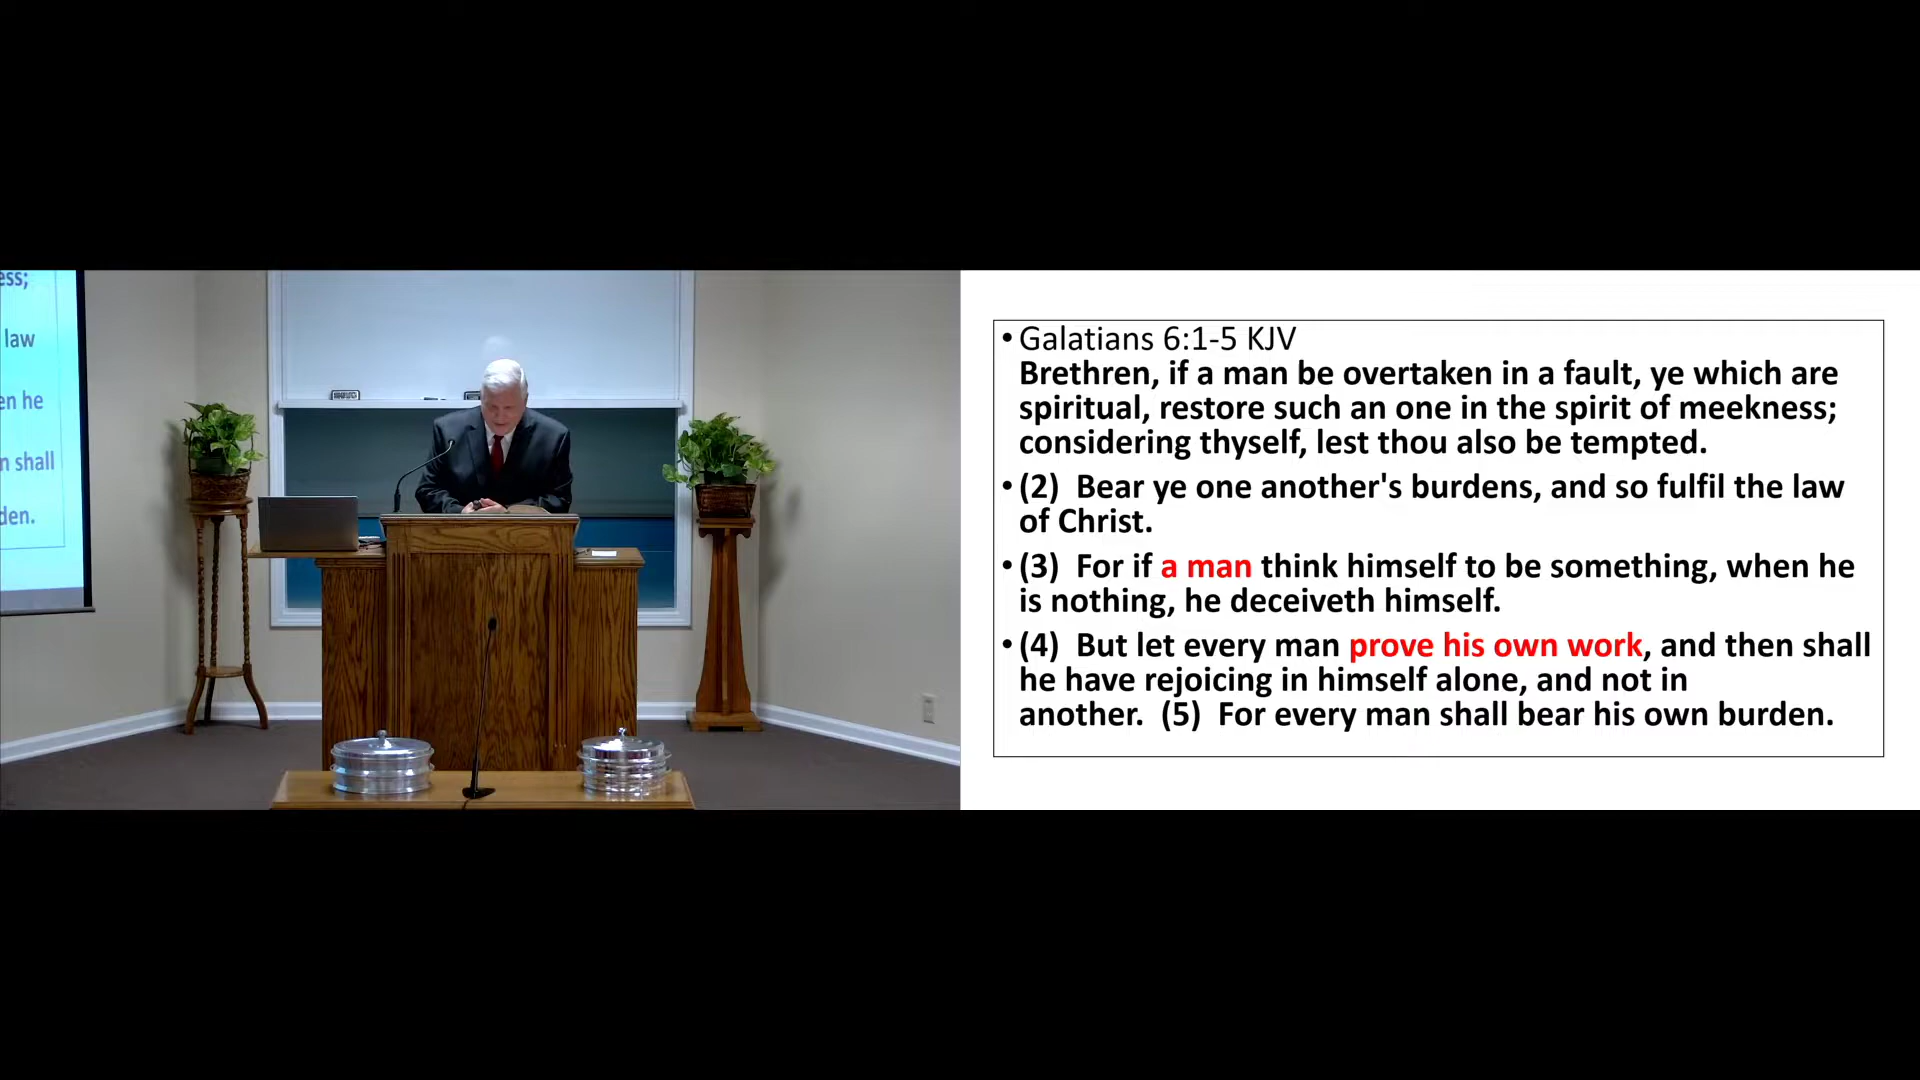 ess;
law
en he
n shall
den.
• Galatians 6:1-5 KJV
Brethren, if a man be overtaken in a fault, ye which are
spiritual, restore such an one in the spirit of meekness;
considering thyself, lest thou also be tempted.
• (2) Bear ye one another's burdens, and so fulfil the law
of Christ.
• (3) For if a man think himself to be something, when he
is nothing, he deceiveth himself.
• (4) But let every man prove his own work, and then shall
he have rejoicing in himself alone, and not in
another. (5) For every man shall bear his own burden.